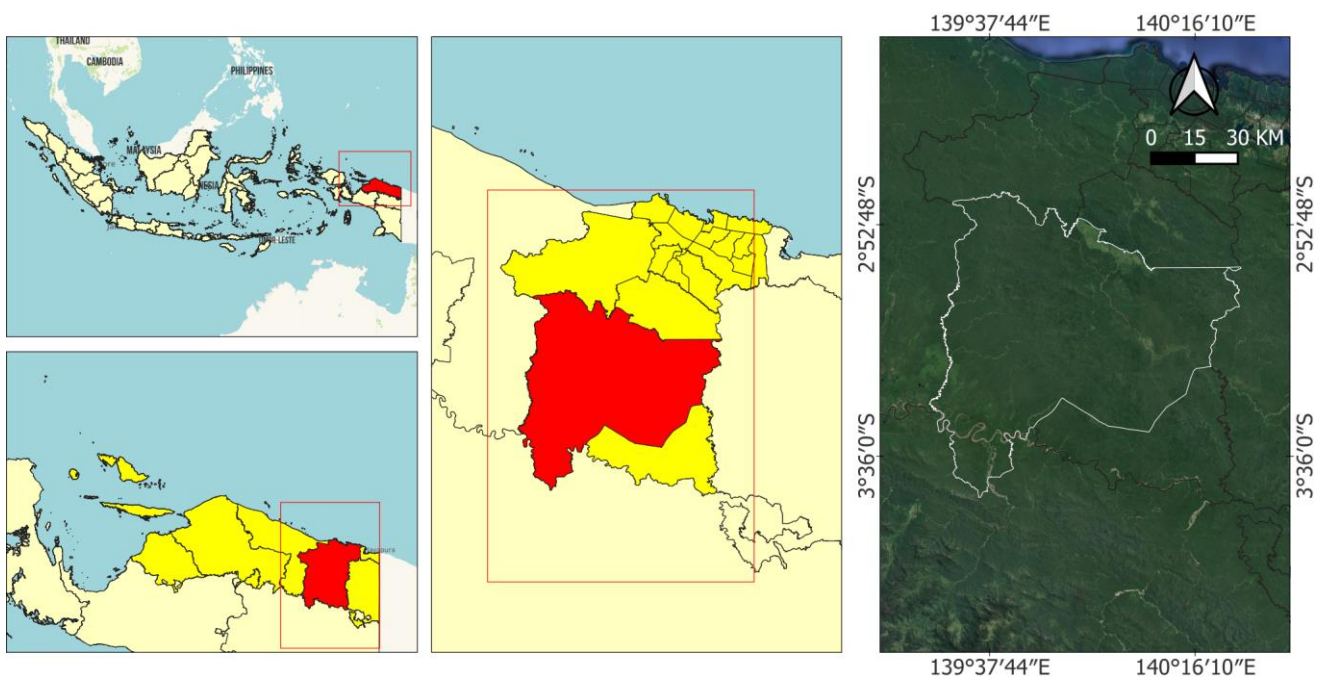 THAILAND
CAMBODIA
PHILIPPINES
MALAYSIA
NESIA
139°37′44″E 140°16′10″E
0 15 30 KM
2°52′48″S
2°52′48″S
3°36′0″S
3°36′0″S
139°37′44″E 140°16′10″E